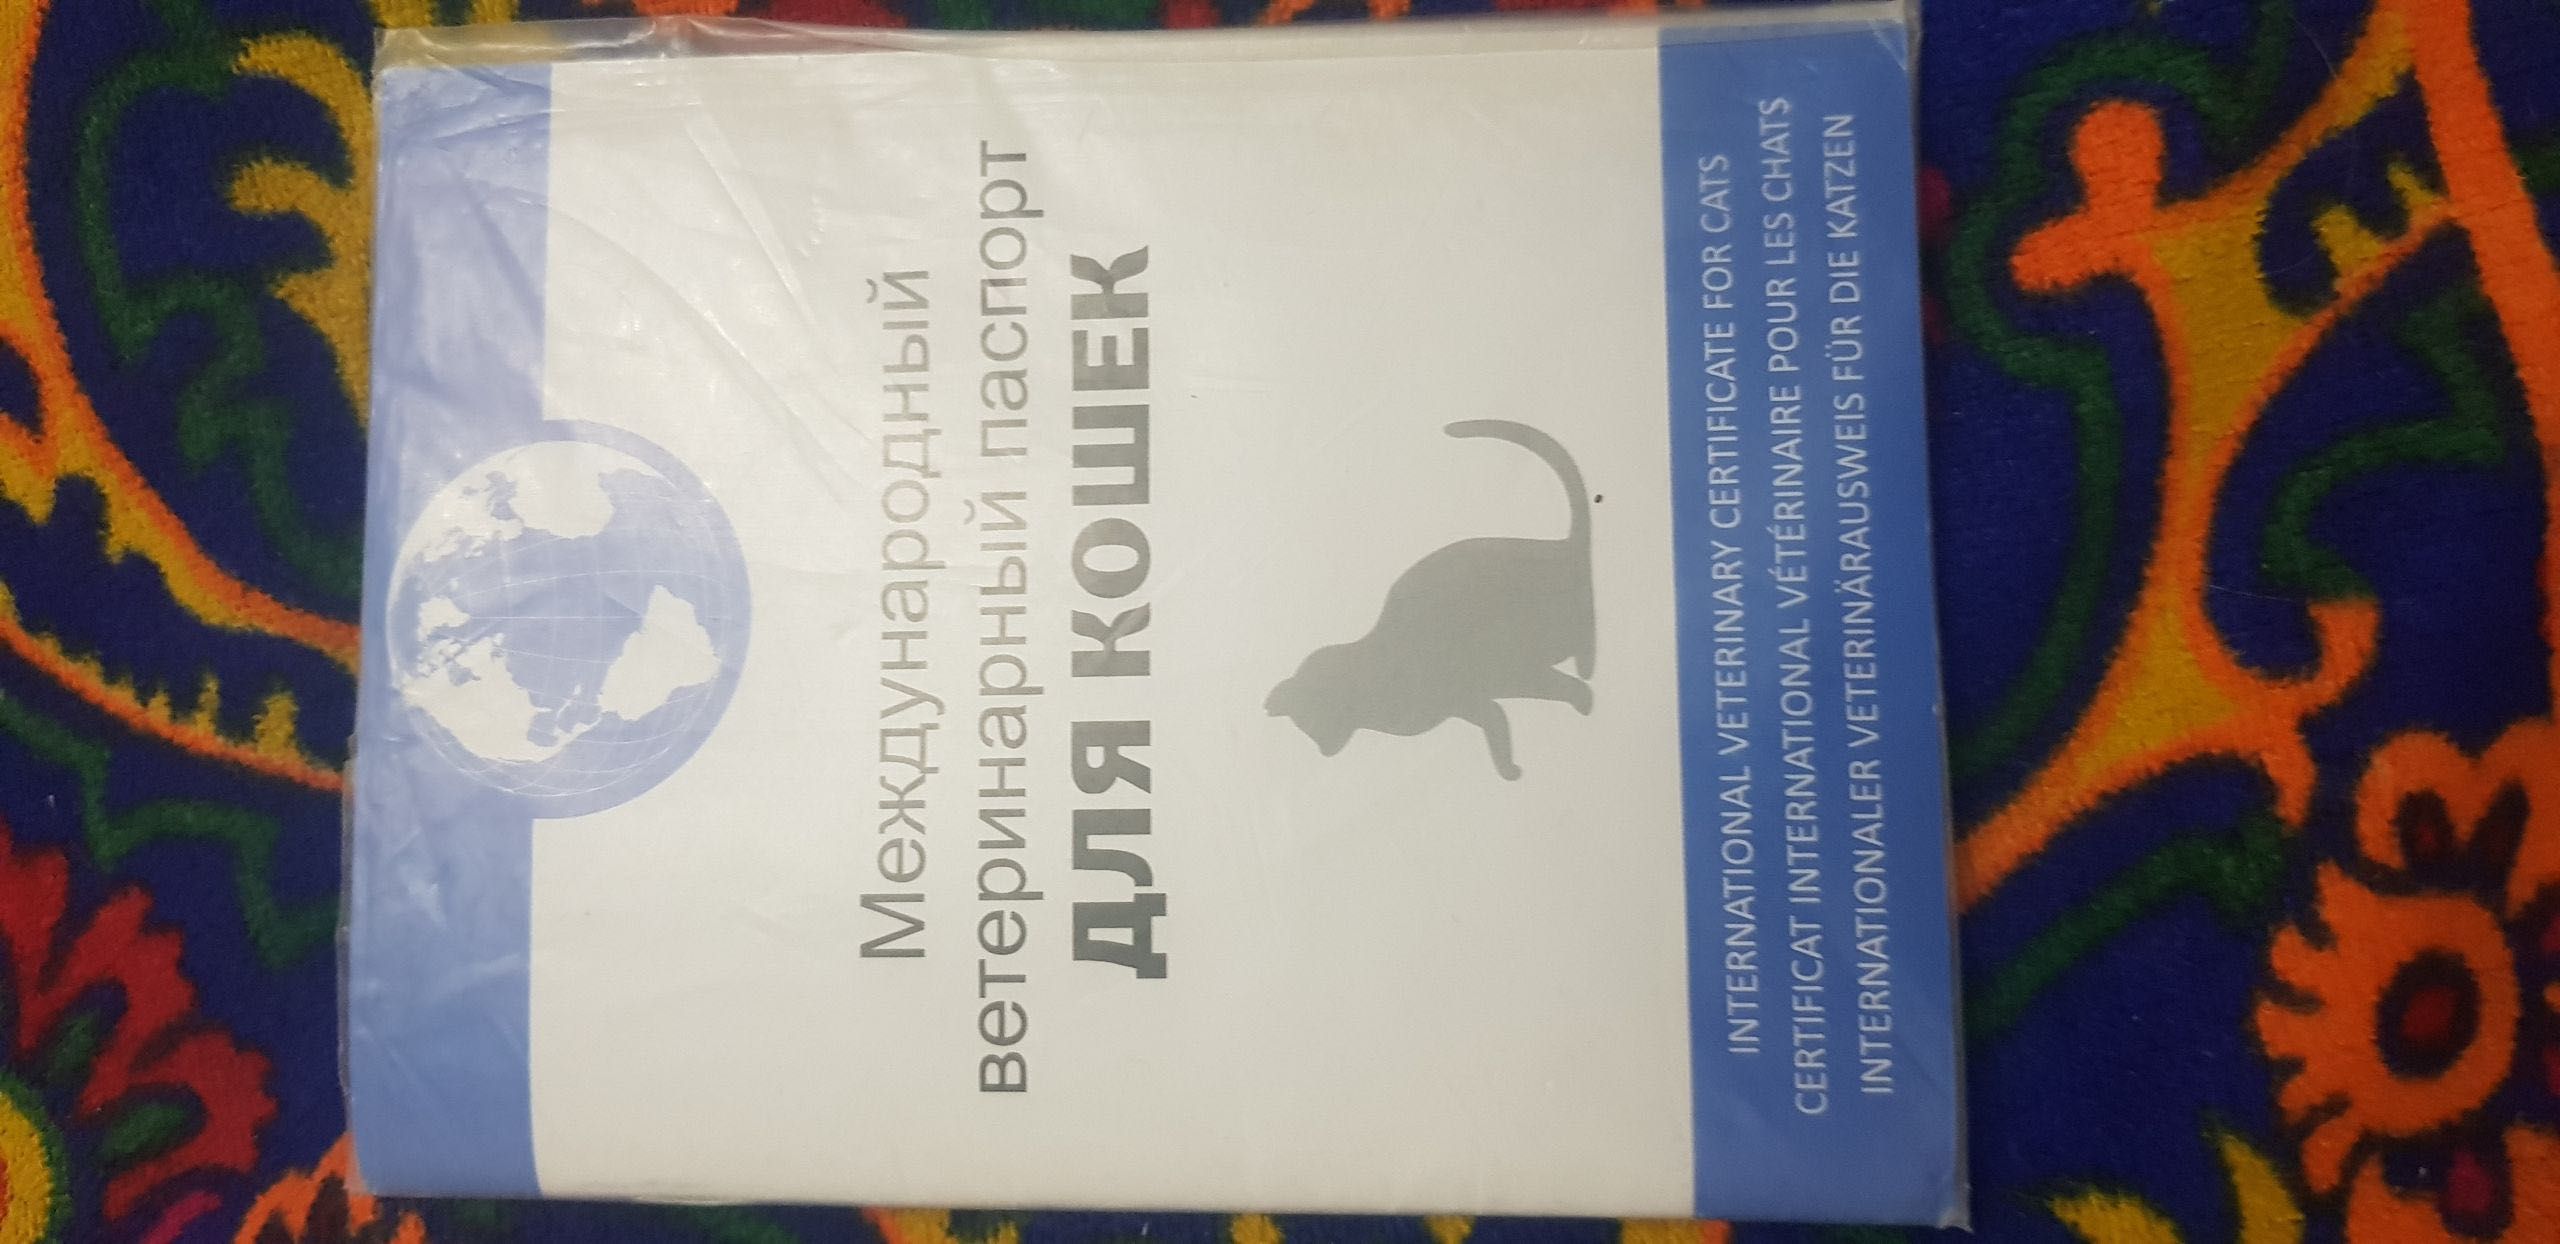 Международный
ветеринарный паспорт
для кошек
INTERNATIONAL VETERINARY CERTIFICATE FOR CATS
CERTIFICAT INTERNATIONAL VÉTÉRINAIRE POUR LES CHATS
INTERNATIONALER VETERINÄRAUSWEIS FÜR DIE KATZEN